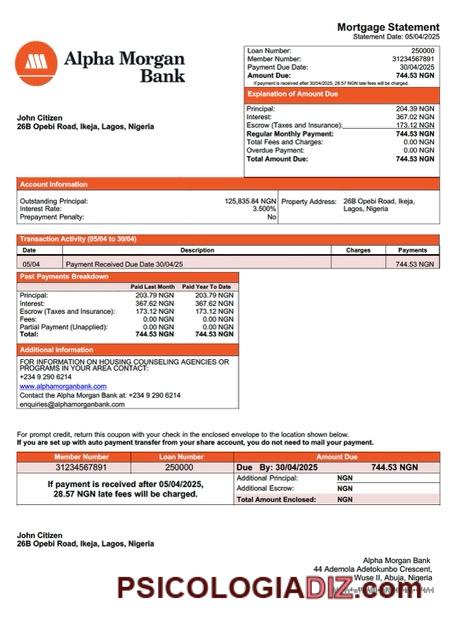 Mortgage Statement
Statement Date: 05/04/2025
Alpha Morgan
Bank
Loan Number: 250000
Member Number: 31234567891
Payment Due Date: 30/04/2025
Amount Due: 744.53 NGN
If payment is received after 30/04/2025, 28.57 NGN late fees will be charged.
John Citizen
26B Opebi Road, Ikeja, Lagos, Nigeria
Explanation of Amount Due
Principal: 204.39 NGN
Interest: 367.02 NGN
Escrow (Taxes and Insurance): 173.12 NGN
Regular Monthly Payment: 744.53 NGN
Total Fees and Charges: 0.00 NGN
Overdue Payment: 0.00 NGN
Total Amount Due: 744.53 NGN
Account Information
Outstanding Principal: 125,835.84 NGN Property Address: 26B Opebi Road, Ikeja,
Interest Rate: 3.500% Lagos, Nigeria
Prepayment Penalty: No
Transaction Activity (05/04 to 30/04)
Date Description Charges Payments
05/04 Payment Received Due Date 30/04/25 744.53 NGN
Past Payments Breakdown
Paid Last Month Paid Year To Date
Principal: 203.79 NGN 203.79 NGN
Interest: 367.62 NGN 367.62 NGN
Escrow (Taxes and Insurance): 173.12 NGN 173.12 NGN
Fees: 0.00 NGN 0.00 NGN
Partial Payment (Unapplied): 0.00 NGN 0.00 NGN
Total: 744.53 NGN 744.53 NGN
Additional Information
FOR INFORMATION ON HOUSING COUNSELING AGENCIES OR
PROGRAMS IN YOUR AREA CONTACT:
+234 9 290 6214
www.alphamorganbank.com
Contact the Alpha Morgan Bank at: +234 9 290 6214
enquiries@alphamorganbank.com
For prompt credit, return this coupon with your check in the enclosed envelope to the location shown below.
If you are set up with auto payment transfer from your share account, you do not need to mail your payment.
Member Number Loan Number Amount Due
31234567891 250000 Due By: 30/04/2025 744.53 NGN
If payment is received after 05/04/2025,
28.57 NGN late fees will be charged.
Additional Principal: NGN
Additional Escrow: NGN
Total Amount Enclosed: NGN
John Citizen
26B Opebi Road, Ikeja, Lagos, Nigeria
Alpha Morgan Bank
44 Ademola Adetokunbo Crescent,
Wuse II, Abuja, Nigeria
PSICOLOGIADIZ.com